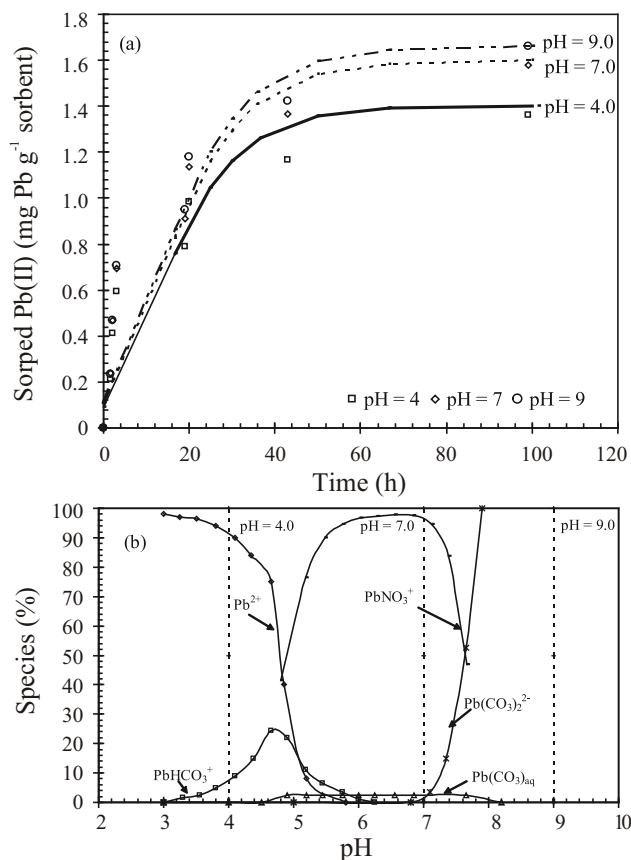 (a)
Sorped Pb(II) (mg Pb g⁻¹ sorbent)
1.8
1.6
1.4
1.2
1.0
0.8
0.6
0.4
0.2
0
pH = 9.0
pH = 7.0
pH = 4.0
pH = 4 pH = 7 pH = 9
0 20 40 60 80 100 120
Time (h)
(b)
Species (%)
100
90
80
70
60
50
40
30
20
10
0
pH = 4.0 pH = 7.0 pH = 9.0
Pb²⁺
PbNO₃⁺
Pb(CO₃)₂²⁻
PbHCO₃⁺
Pb(CO₃)aq
2 3 4 5 6 7 8 9 10
pH